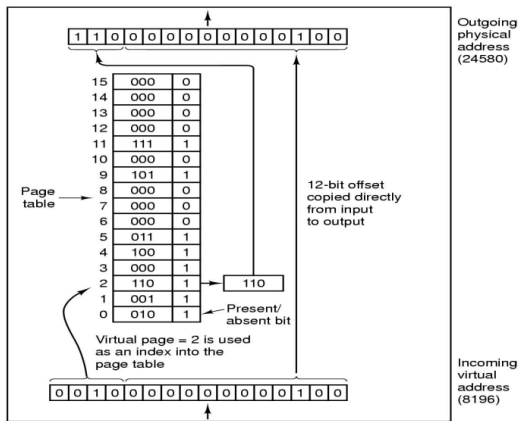 Outgoing
physical
address
(24580)
1 1 0 0 0 0 0 0 0 0 0 0 1 0 0
15 000 0
14 000 0
13 000 0
12 000 0
11 111 1
10 000 0
9 101 1
8 000 0
7 000 0
6 000 0
5 011 1
4 100 1
3 000 1
2 110 1 110
1 001 1
0 010 1
Page
table
12-bit offset
copied directly
from input
to output
Present/
absent bit
Virtual page = 2 is used
as an index into the
page table
Incoming
virtual
address
(8196)
0 0 1 0 0 0 0 0 0 0 0 0 0 1 0 0